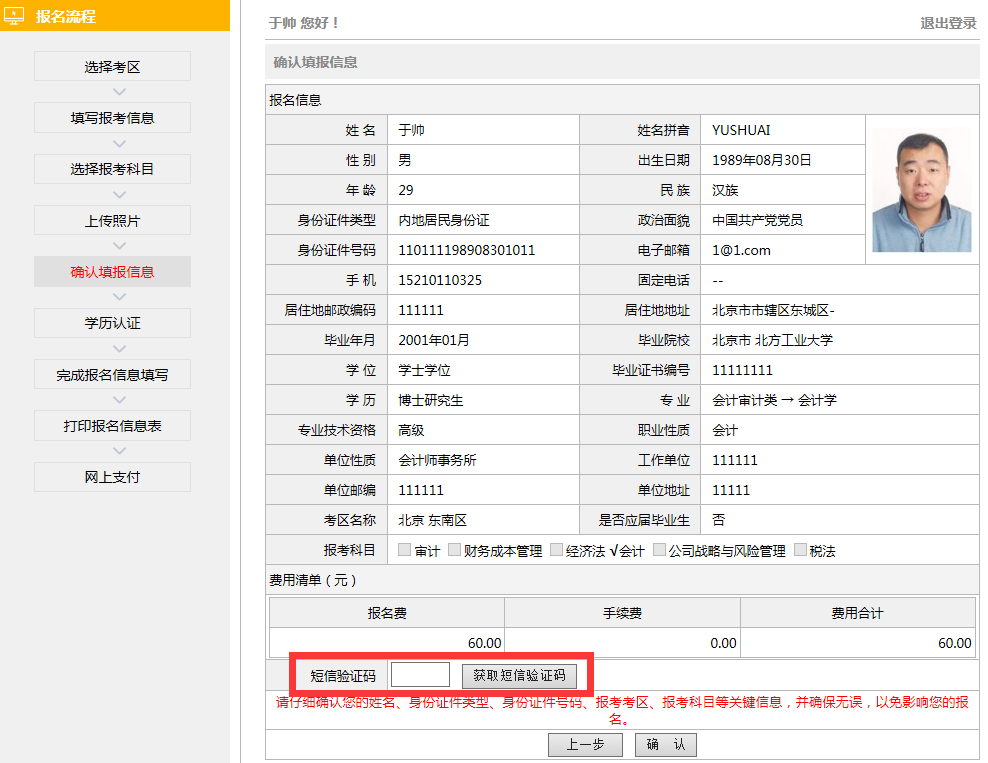 报名流程
选择考区
填写报考信息
选择报考科目
上传照片
确认填报信息
学历认证
完成报名信息填写
打印报名信息表
网上支付
于帅 您好！ 退出登录
确认填报信息
报名信息
姓 名 于帅 姓名拼音 YUSHUAI
性 别 男 出生日期 1989年08月30日
年 龄 29 民 族 汉族
身份证件类型 内地居民身份证 政治面貌 中国共产党党员
身份证件号码 110111198908301011 电子邮箱 1@1.com
手 机 15210110325 固定电话 --
居住地邮政编码 111111 居住地地址 北京市市辖区东城区-
毕业年月 2001年01月 毕业院校 北京市 北方工业大学
学 位 学士学位 毕业证书编号 11111111
学 历 博士研究生 专 业 会计审计类 → 会计学
专业技术资格 高级 职业性质 会计
单位性质 会计师事务所 工作单位 111111
单位邮编 111111 单位地址 11111
考区名称 北京 东南区 是否应届毕业生 否
报考科目 审计 财务成本管理 经济法 √会计 公司战略与风险管理 税法
费用清单（元）
报名费 手续费 费用合计
60.00 0.00 60.00
短信验证码 获取短信验证码
请仔细确认您的姓名、身份证件类型、身份证件号码、报考考区、报考科目等关键信息，并确保无误，以免影响您的报
名。
上一步 确 认